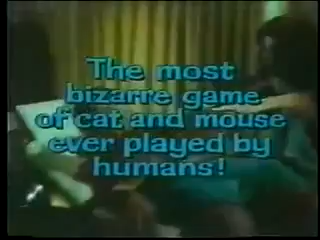 The most
bizarre game
of cat and mouse
ever played by
humans!